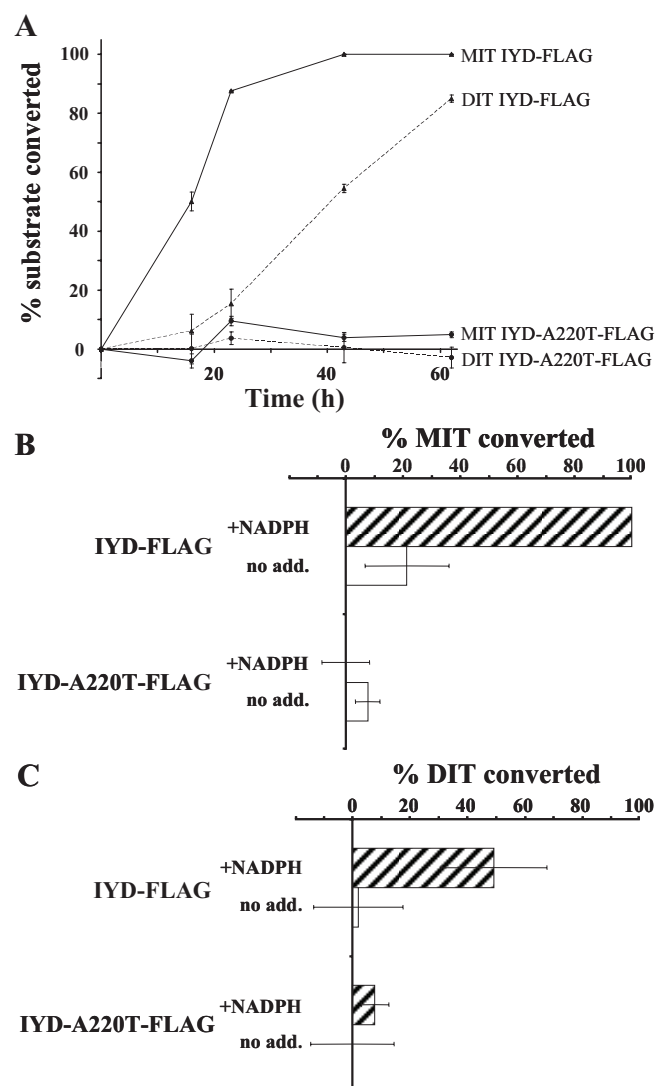 A
% substrate converted
100
80
60
40
20
0
20
40
60
Time (h)
MIT IYD-FLAG
DIT IYD-FLAG
MIT IYD-A220T-FLAG
DIT IYD-A220T-FLAG
B
% MIT converted
0 20 40 60 80 100
IYD-FLAG
+NADPH
no add.
IYD-A220T-FLAG
+NADPH
no add.
C
% DIT converted
0 20 40 60 80 100
IYD-FLAG
+NADPH
no add.
IYD-A220T-FLAG
+NADPH
no add.